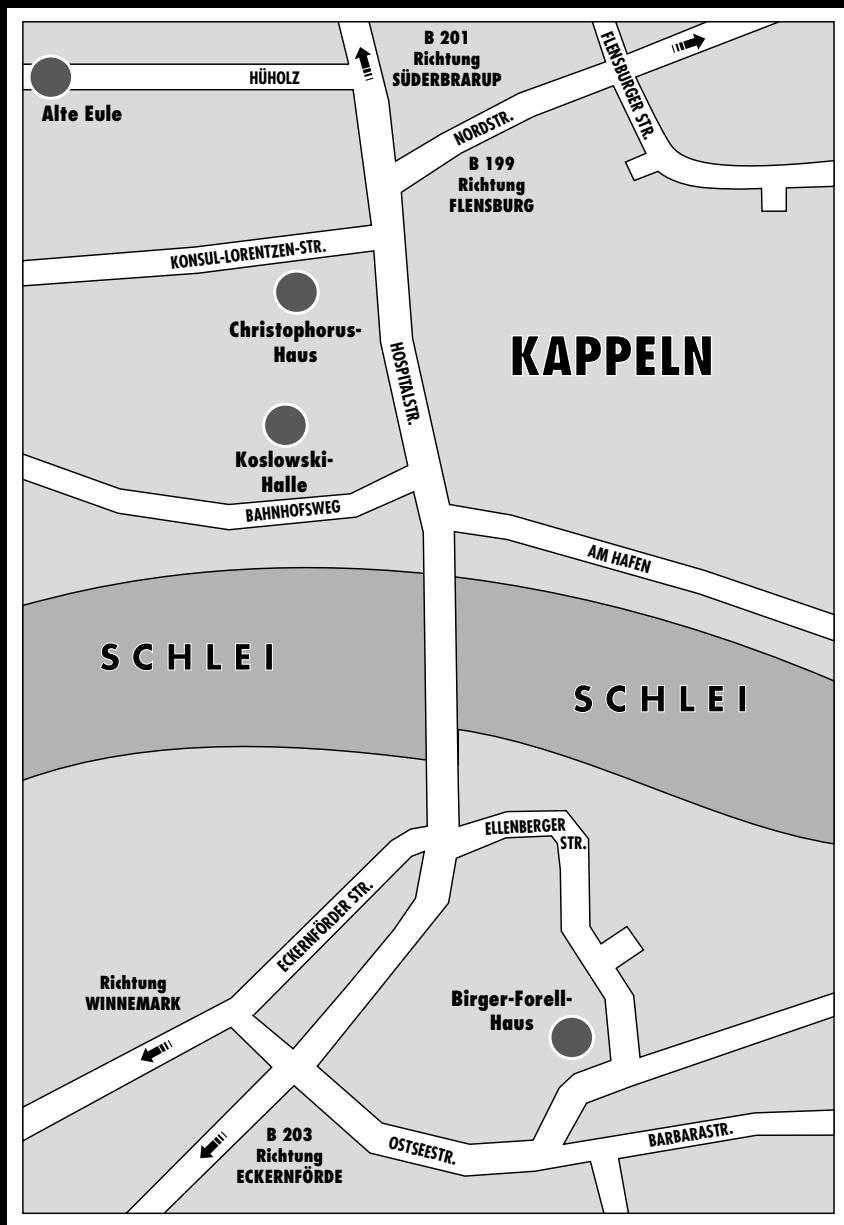 B 201
Richtung
SÜDERBRARUP
FLENSBURGER STR.
HÜHOLZ
Alte Eule
NORDSTR.
B 199
Richtung
FLENSBURG
KONSUL-LORENTZEN-STR.
Christophorus-
Haus
HOSPITALSTR.
KAPPELN
Koslowski-
Halle
BAHNHOFSWEG
AM HAFEN
SCHLEI
SCHLEI
ELLENBERGER
STR.
ECKERNFÖRDER STR.
Richtung
WINNEMARK
Birger-Forell-
Haus
B 203
Richtung
ECKERNFÖRDE
OSTSEESTR.
BARBARASTR.